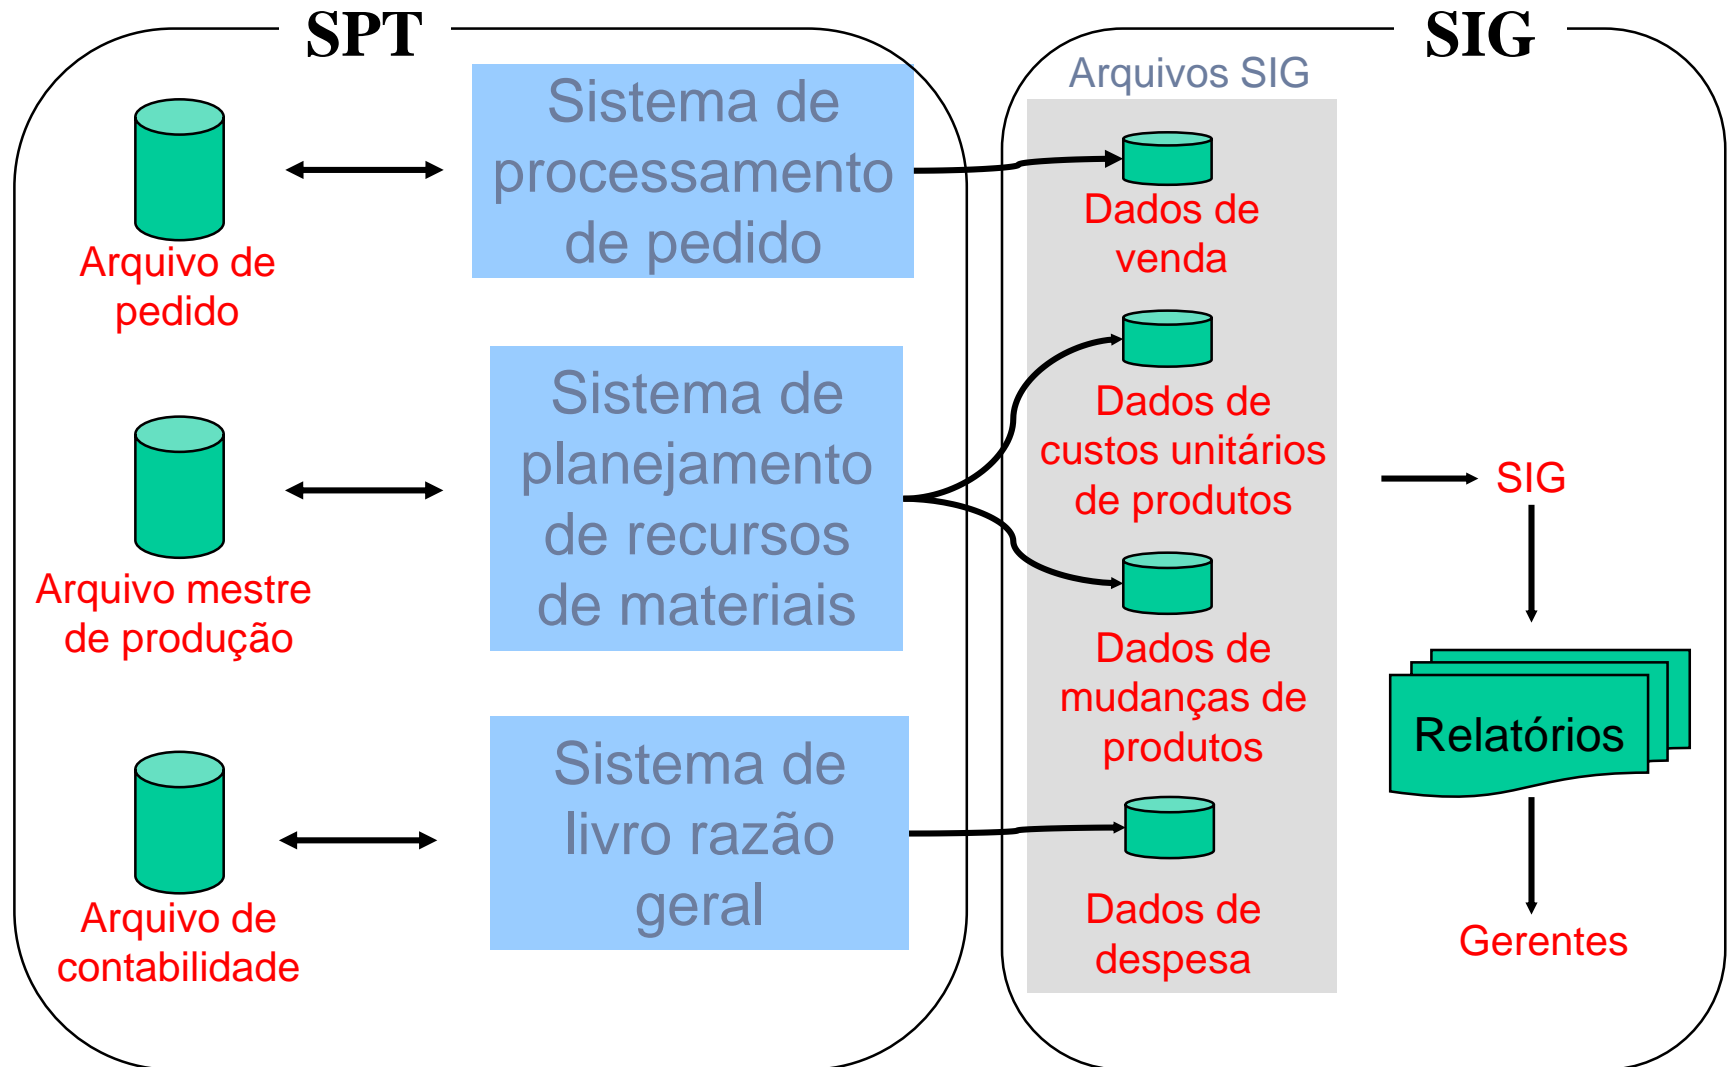 SPT
SIG
Arquivo de
pedido
Sistema de
processamento
de pedido
Arquivo mestre
de produção
Sistema de
planejamento
de recursos
de materiais
Arquivo de
contabilidade
Sistema de
livro razão
geral
Arquivos SIG
Dados de
venda
Dados de
custos unitários
de produtos
Dados de
mudanças de
produtos
Dados de
despesa
SIG
Relatórios
Gerentes